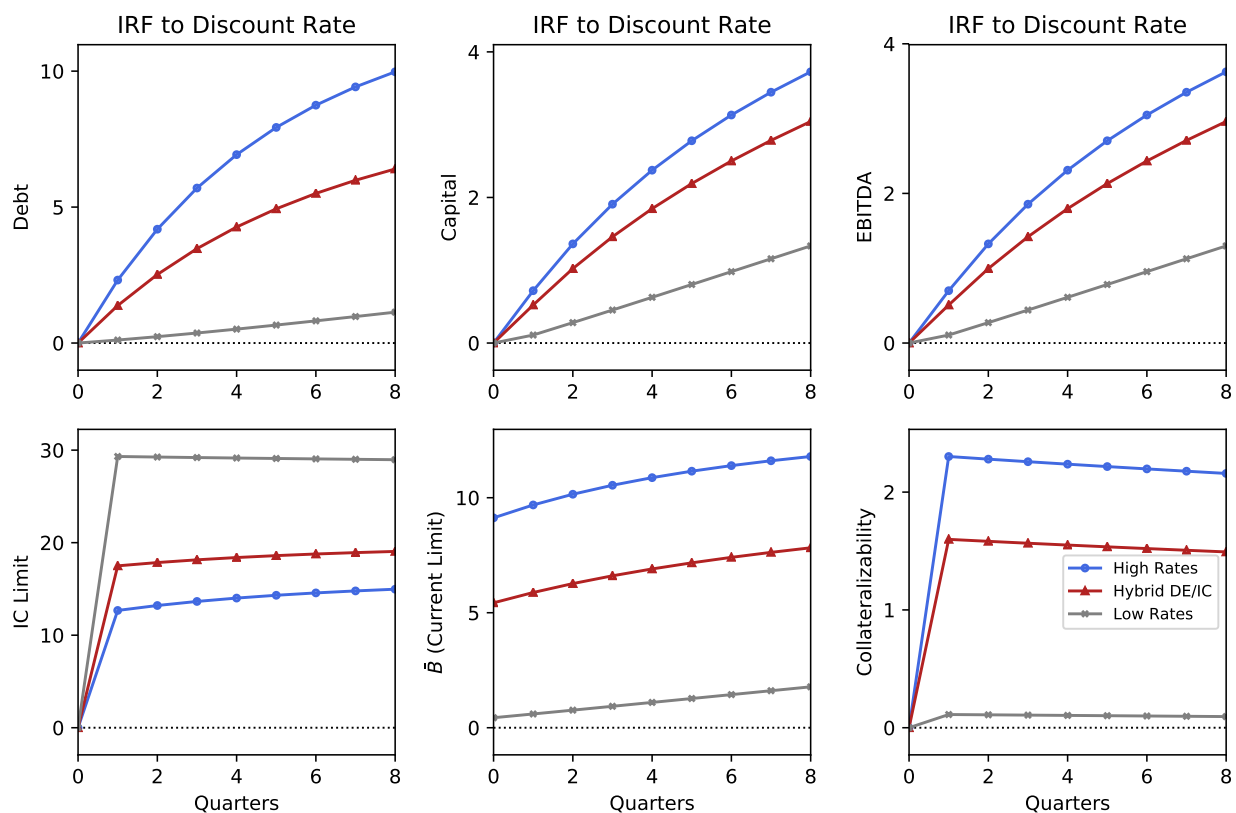 IRF to Discount Rate
Debt
10
5
0
0 2 4 6 8
IRF to Discount Rate
Capital
4
2
0
0 2 4 6 8
IRF to Discount Rate
EBITDA
4
2
0
0 2 4 6 8
IC Limit
30
20
10
0
0 2 4 6 8
Quarters
B̄ (Current Limit)
10
5
0
0 2 4 6 8
Quarters
Collateralizability
2
1
0
High Rates
Hybrid DE/IC
Low Rates
0 2 4 6 8
Quarters